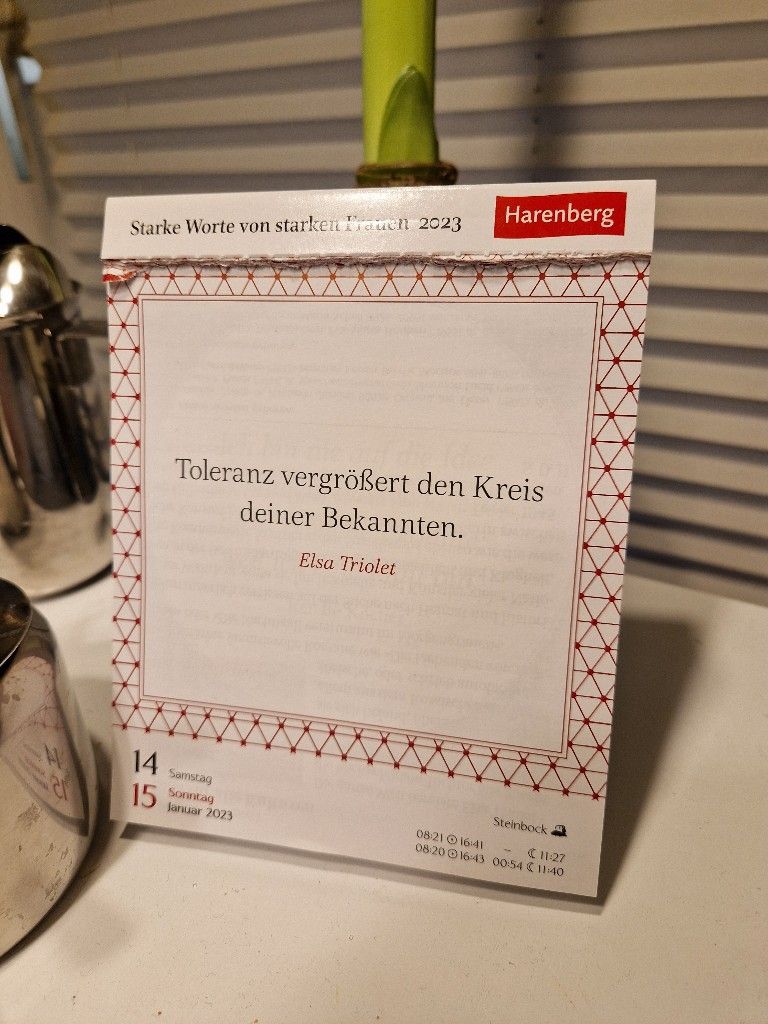 Starke Worte von starken Frauen 2023
Harenberg
Toleranz vergrößert den Kreis
deiner Bekannten.
Elsa Triolet
14 Samstag
15 Sonntag
Januar 2023
Steinbock
08:21 16:41 – 11:27
08:20 16:43 00:54 11:40